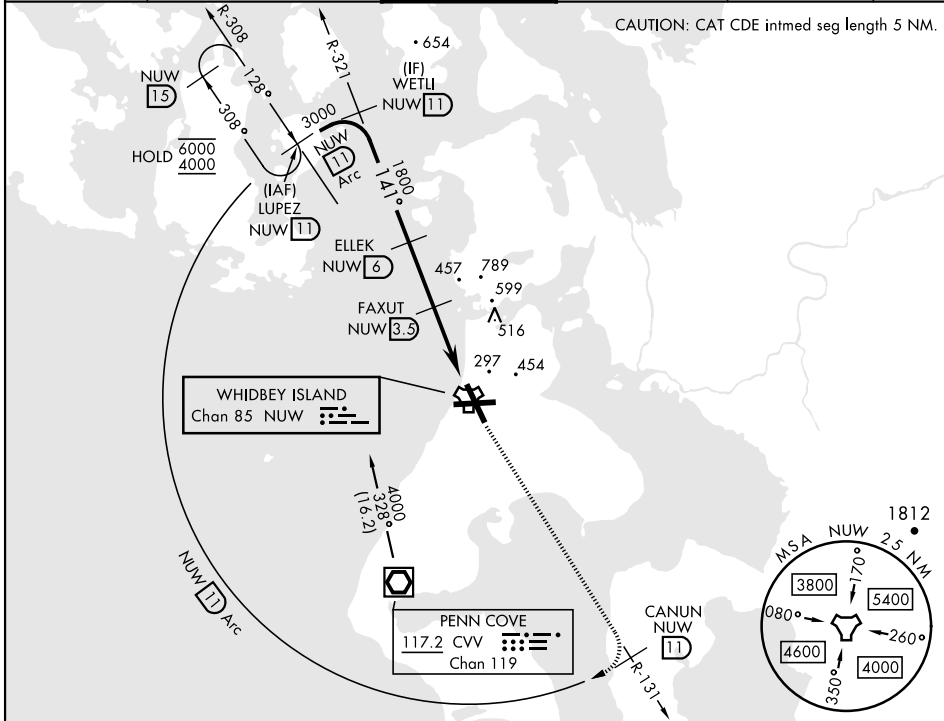 CAUTION: CAT CDE intmed seg length 5 NM.
R-308
R-321
654
(IF)
WETLI
NUW 11
NUW
15
128°
308°
3000
HOLD 6000
4000
NUW
11
Arc
(IAF)
LUPEZ
NUW 11
1800
141°
ELLEK
NUW 6
457
789
599
FAXUT
NUW 3.5
516
297
454
WHIDBEY ISLAND
Chan 85 NUW
4000
328°
(16.2)
NUW 11 Arc
PENN COVE
117.2 CVV
Chan 119
CANUN
NUW
11
R-131
1812
MSA NUW 25 NM
3800
170°
5400
080°
260°
4600
4000
350°